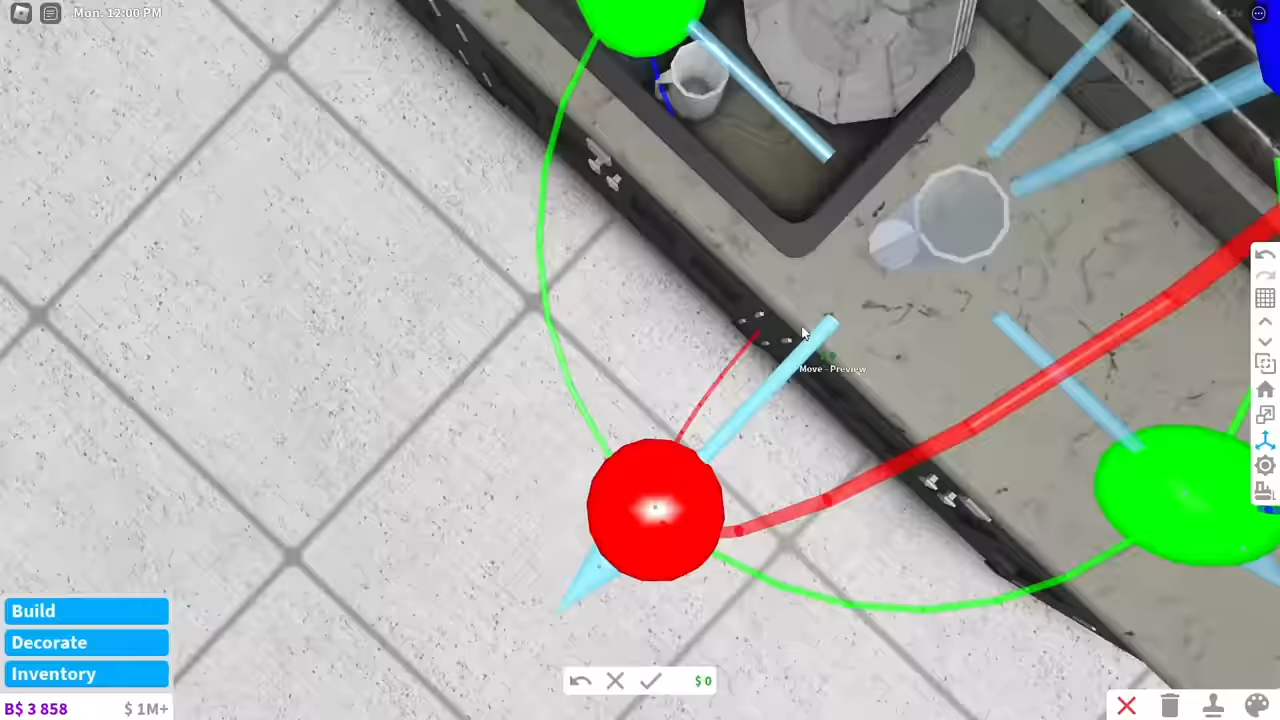 Mon. 12:00 PM
Move - Preview
Build
Decorate
Inventory
B$ 3 858
$ 1M+
$ 0